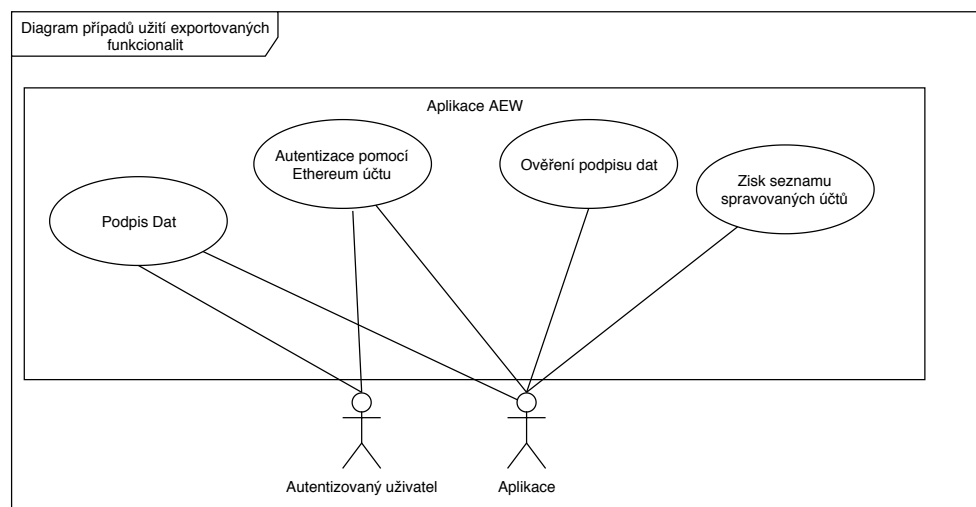 Diagram případů užití exportovaných
funkcionalit
Aplikace AEW
Autentizace pomocí
Ethereum účtu
Ověření podpisu dat
Zisk seznamu
spravovaných účtů
Podpis Dat
Autentizovaný uživatel
Aplikace